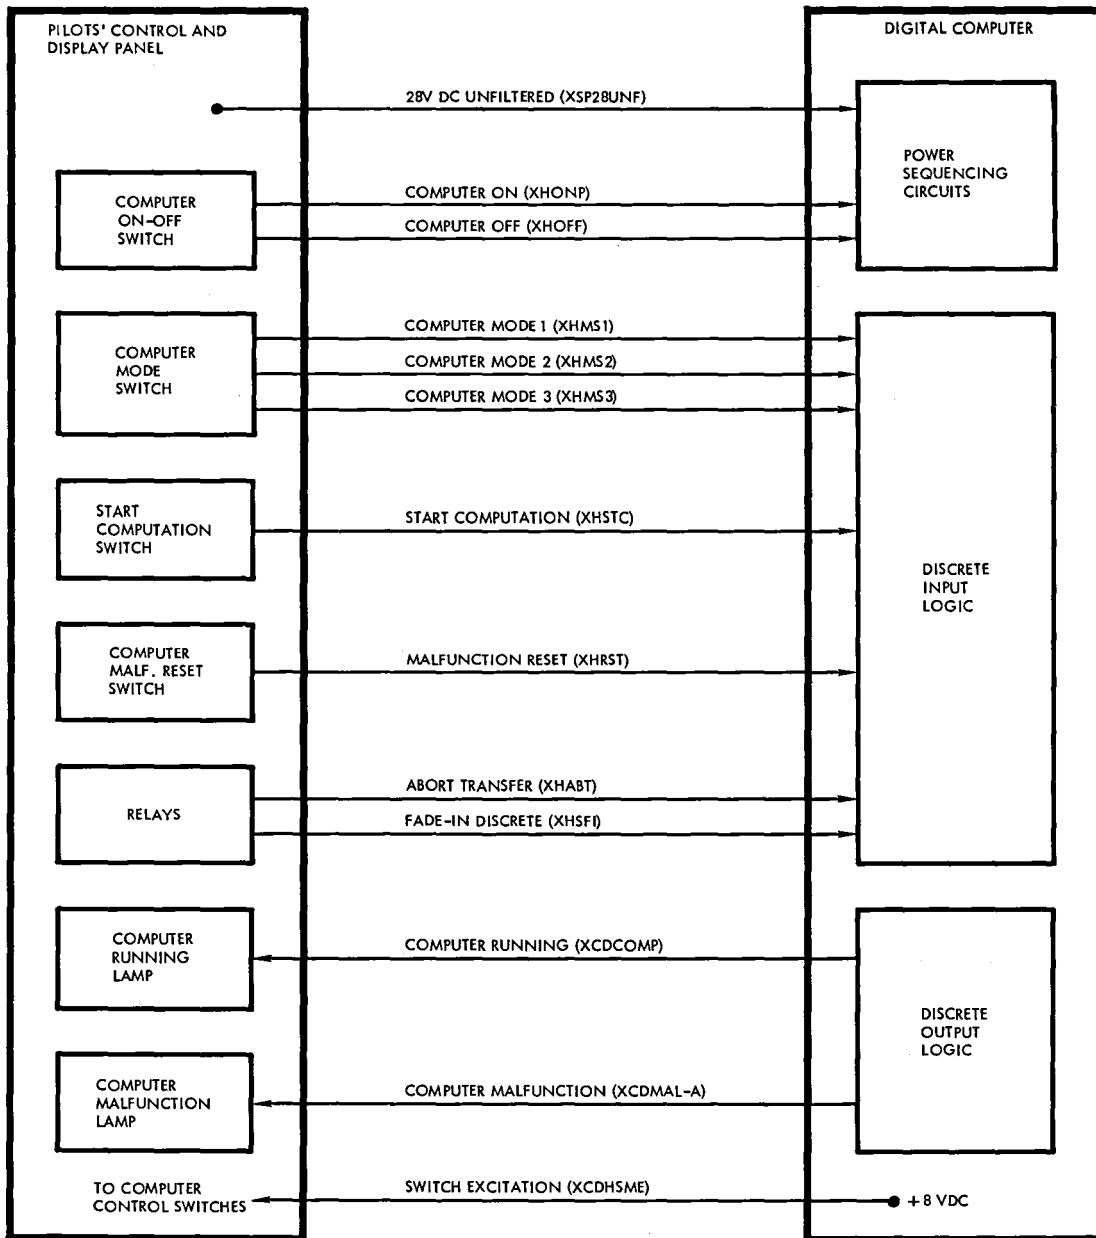 PILOTS' CONTROL AND
DISPLAY PANEL
DIGITAL COMPUTER
28V DC UNFILTERED (XSP28UNF)
POWER
SEQUENCING
CIRCUITS
COMPUTER
ON-OFF
SWITCH
COMPUTER ON (XHONP)
COMPUTER OFF (XHOFF)
COMPUTER
MODE
SWITCH
COMPUTER MODE 1 (XHMS1)
COMPUTER MODE 2 (XHMS2)
COMPUTER MODE 3 (XHMS3)
START
COMPUTATION
SWITCH
START COMPUTATION (XHSTC)
DISCRETE
INPUT
LOGIC
COMPUTER
MALF. RESET
SWITCH
MALFUNCTION RESET (XHRST)
RELAYS
ABORT TRANSFER (XHABT)
FADE-IN DISCRETE (XHSFI)
COMPUTER
RUNNING
LAMP
COMPUTER RUNNING (XCDCOMP)
DISCRETE
OUTPUT
LOGIC
COMPUTER
MALFUNCTION
LAMP
COMPUTER MALFUNCTION (XCDMAL-A)
TO COMPUTER
CONTROL SWITCHES
SWITCH EXCITATION (XCDHSME)
+8 VDC